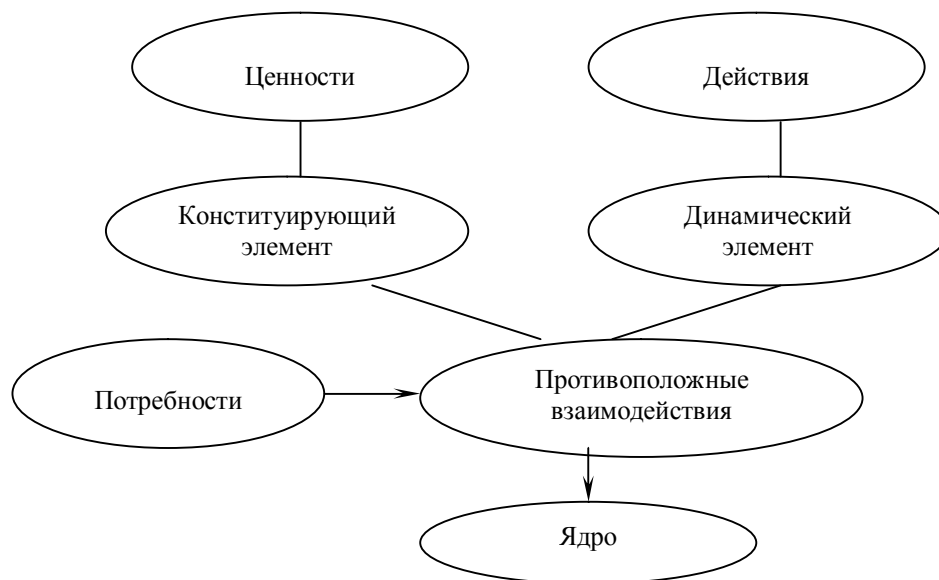 Ценности
Действия
Конституирующий
элемент
Динамический
элемент
Потребности
Противоположные
взаимодействия
Ядро